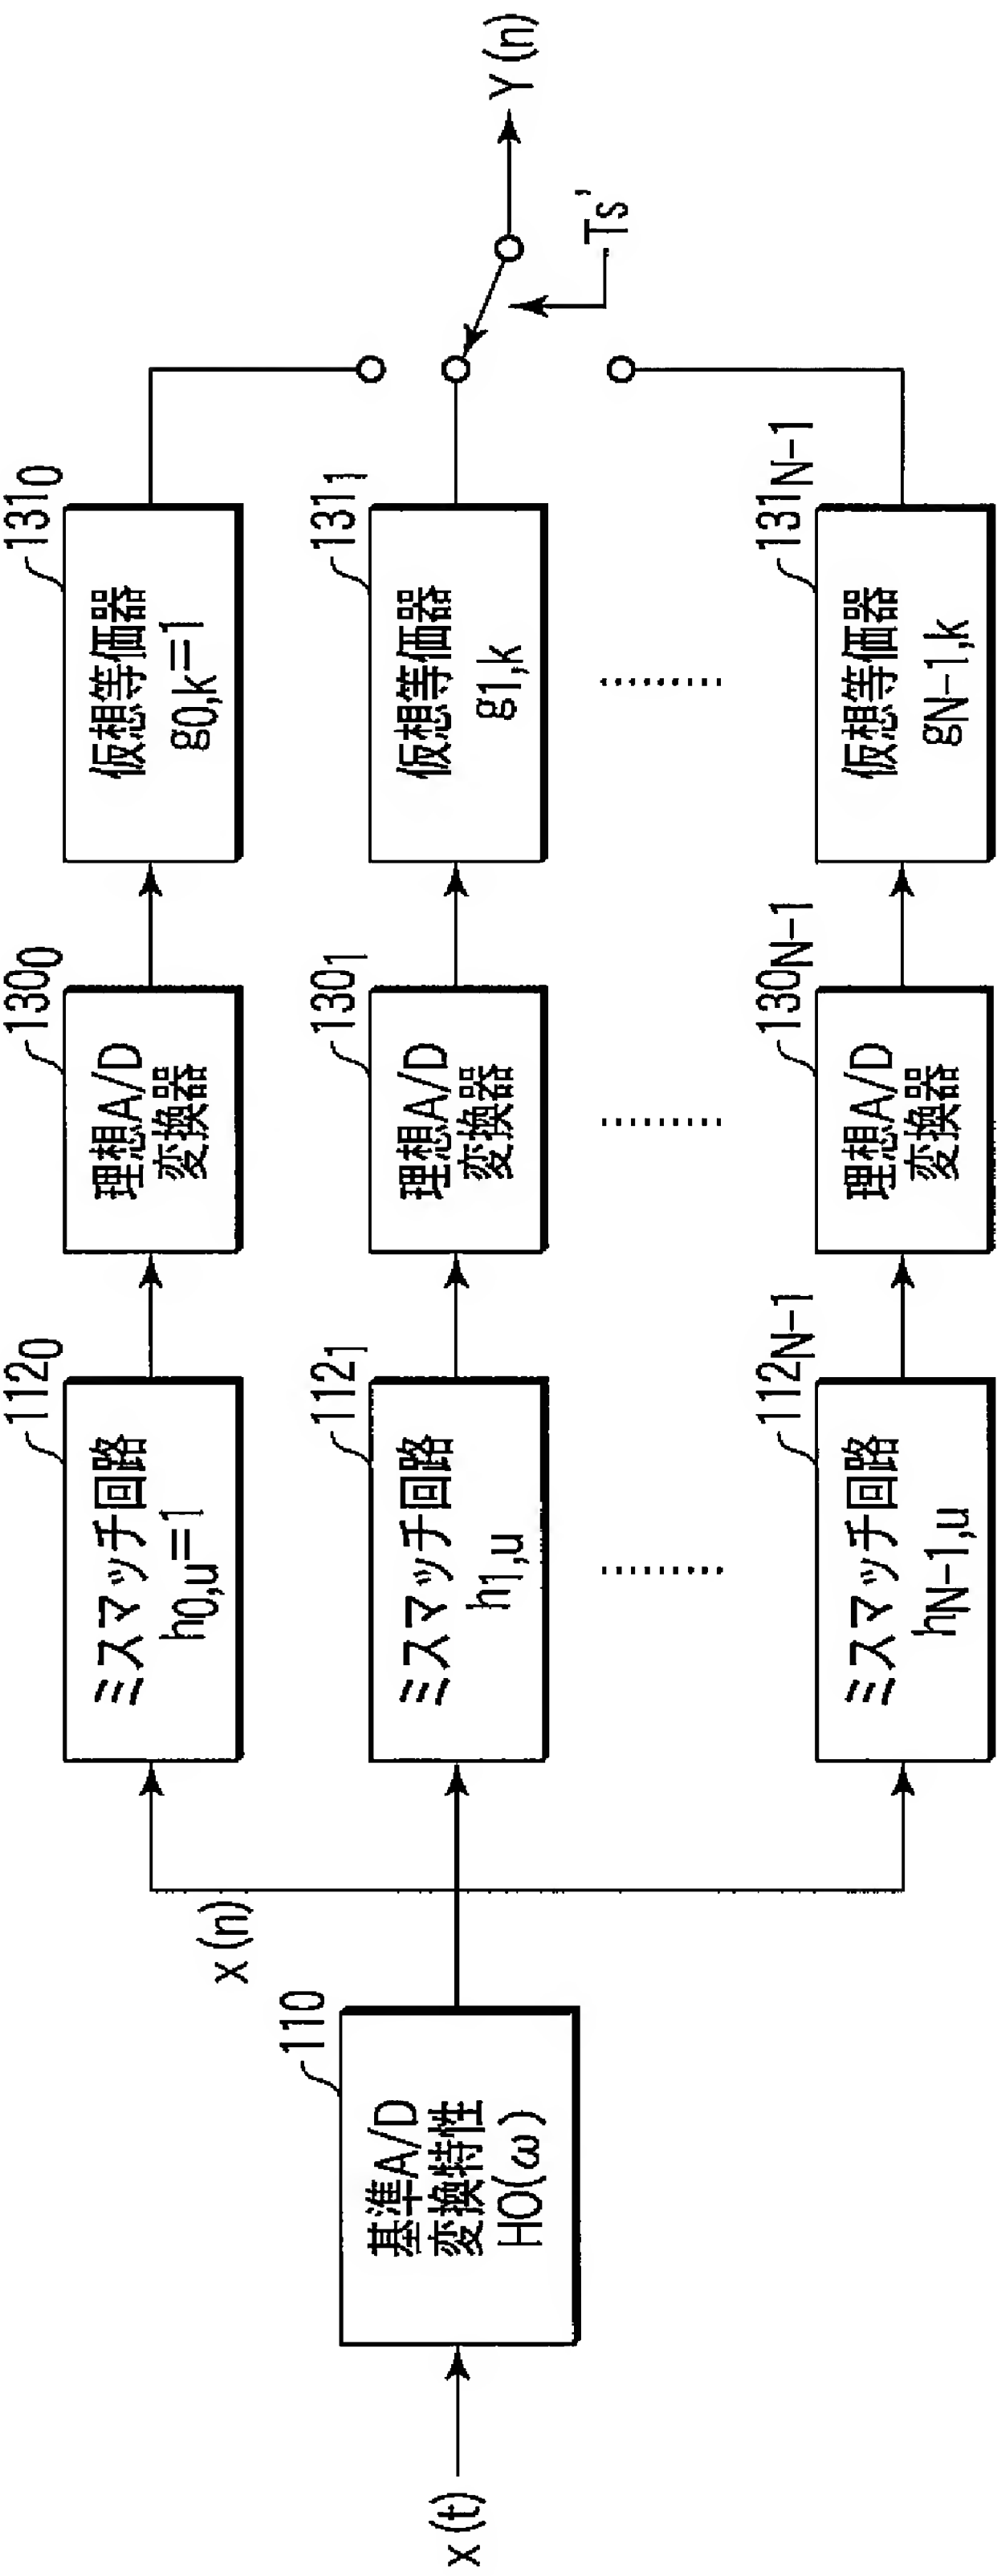 x(t)
110
基準A/D
変換特性
HO(ω)
x(n)
112₀
ミスマッチ回路
h₀,u=1
130₀
理想A/D
変換器
131₀
仮想等価器
g₀,k=1
112₁
ミスマッチ回路
h₁,u
130₁
理想A/D
変換器
131₁
仮想等価器
g₁,k
.........
.........
.........
112N-1
ミスマッチ回路
hN-1,u
130N-1
理想A/D
変換器
131N-1
仮想等価器
gN-1,k
Ts'
Y(n)